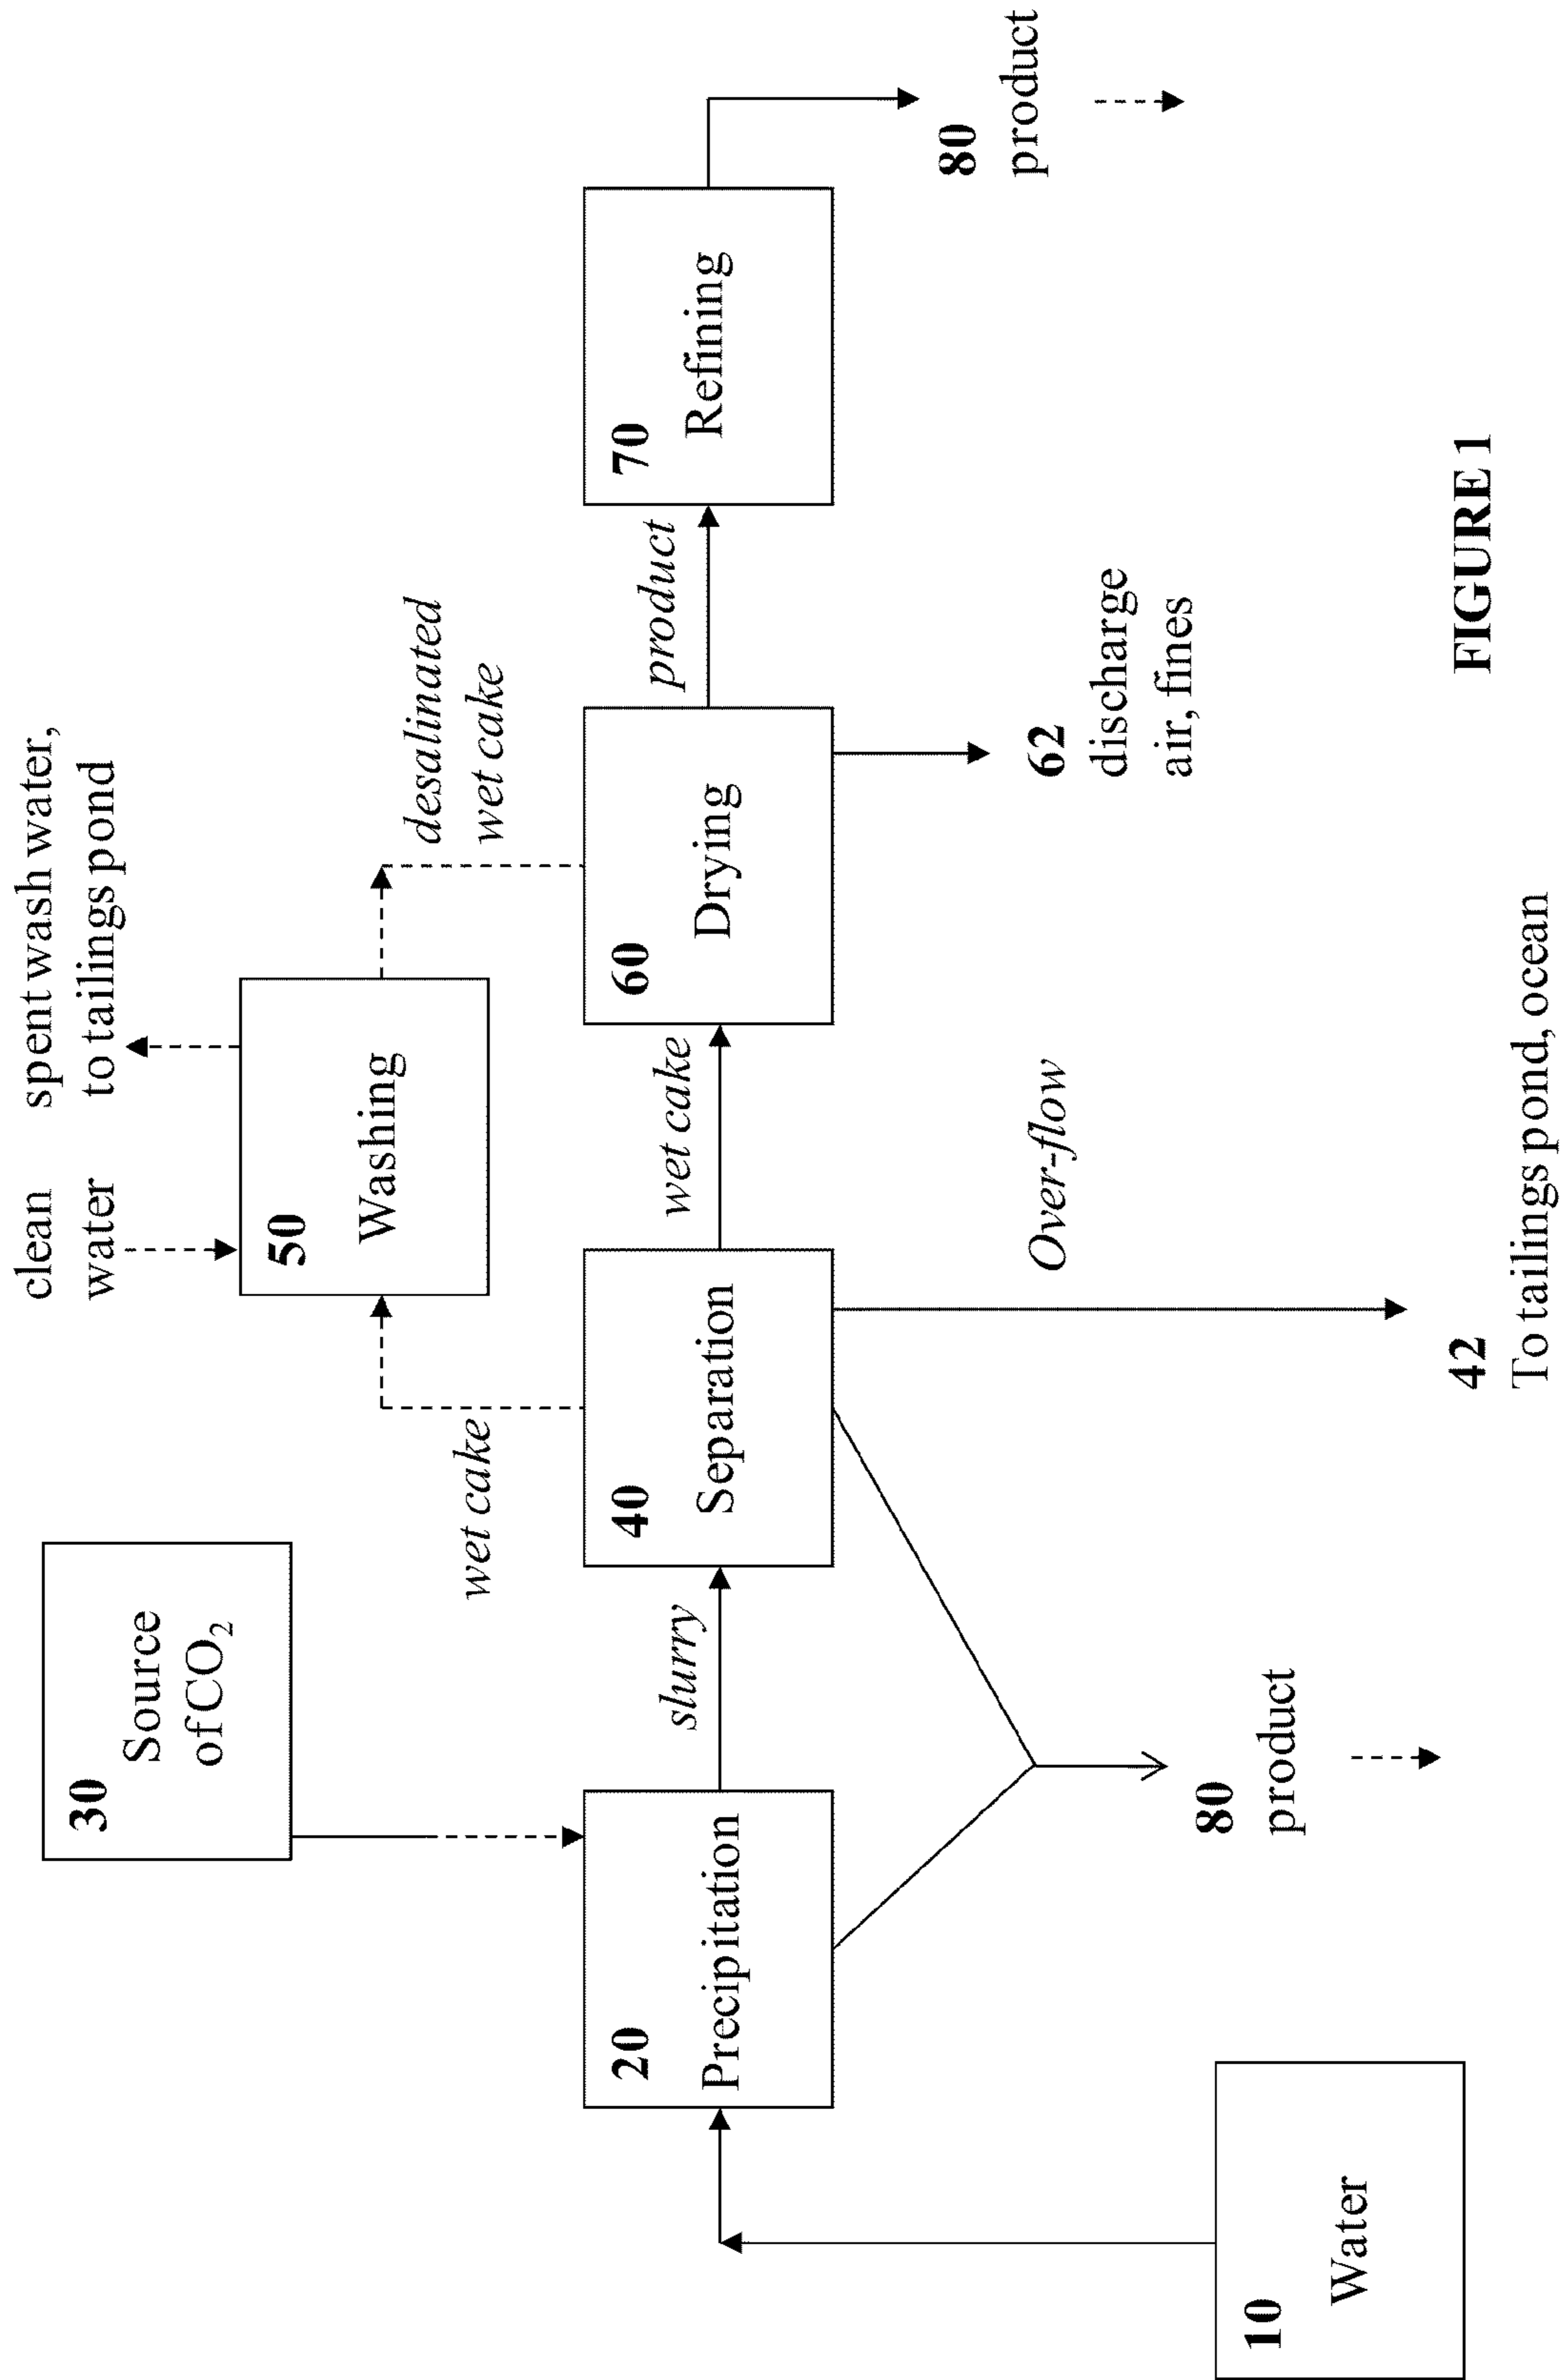 clean
water
spent wash water,
to tailings pond
30
Source
of CO2
50
Washing
wet cake
desalinated
wet cake
20
Precipitation
slurry
40
Separation
wet cake
60
Drying
product
70
Refining
80
product
62
discharge
air, fines
Over-flow
80
product
10
Water
42
To tailings pond, ocean
FIGURE 1